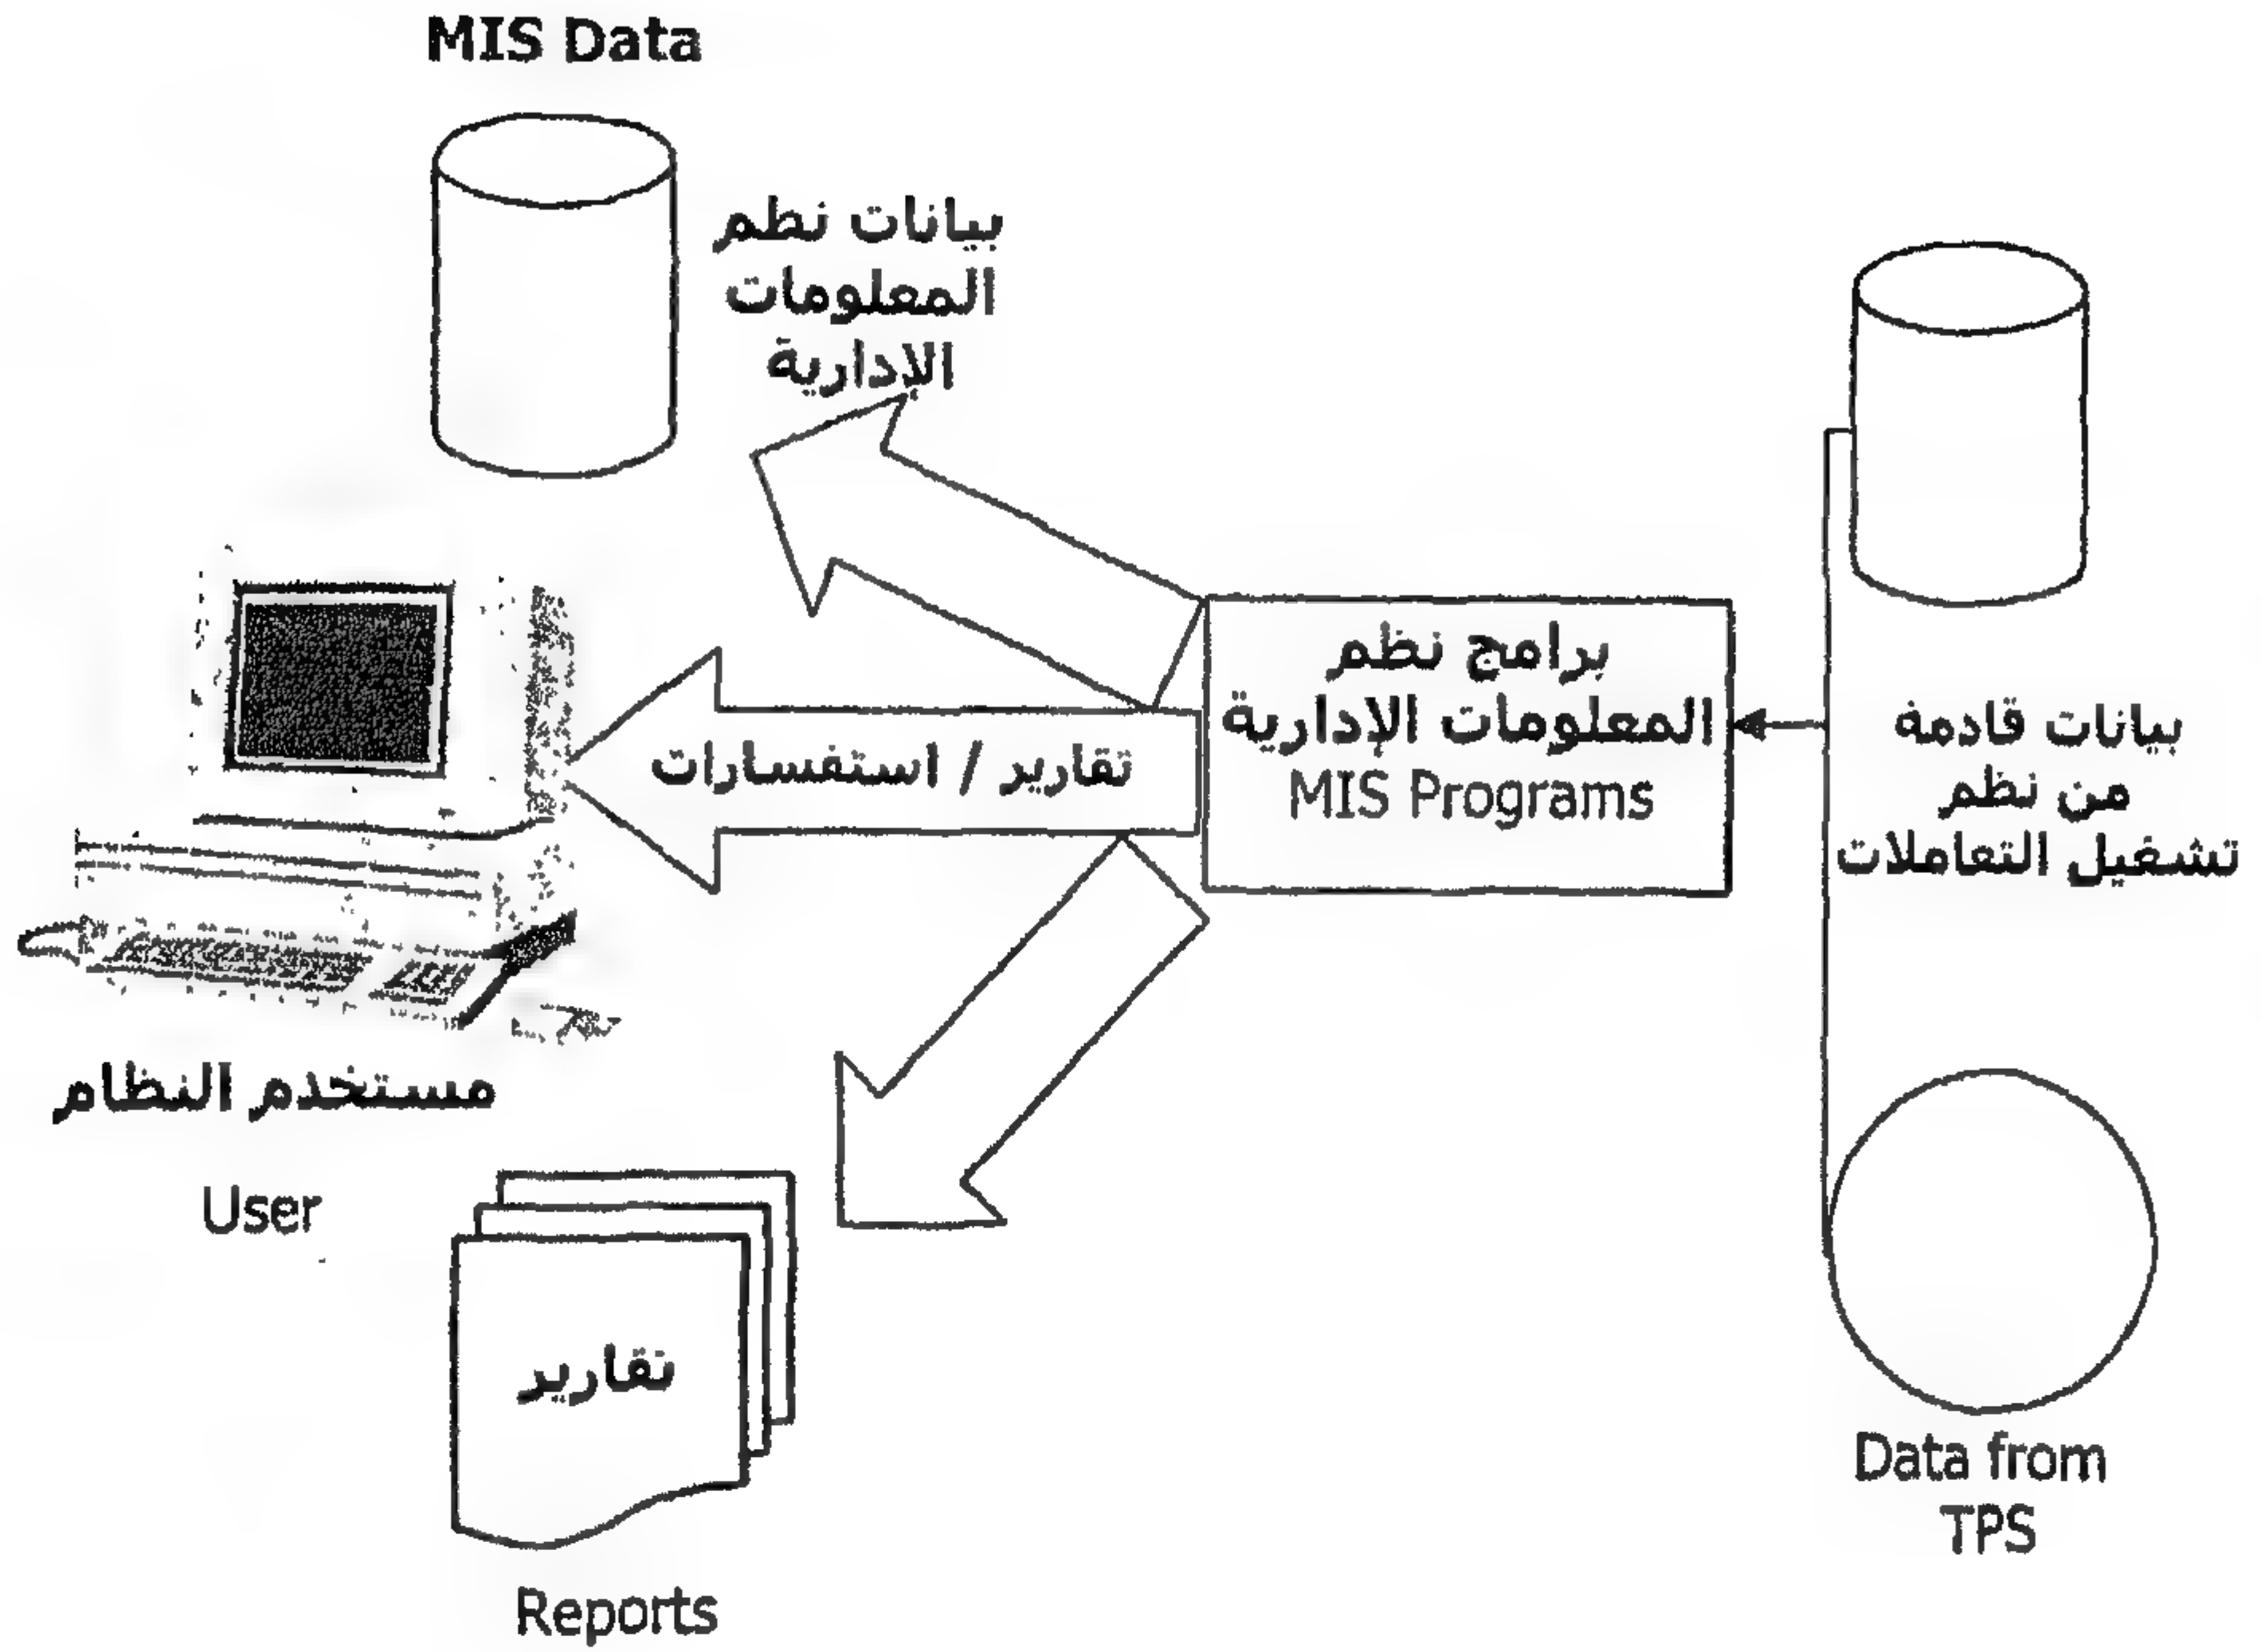 MIS Data
بيانات نظم
المعلومات
الإدارية
برامج نظم
المعلومات الإدارية
MIS Programs
بيانات قادمة
من نظم
تشغيل التعاملات
تقارير / استفسارات
مستخدم النظام
User
تقارير
Reports
Data from
TPS